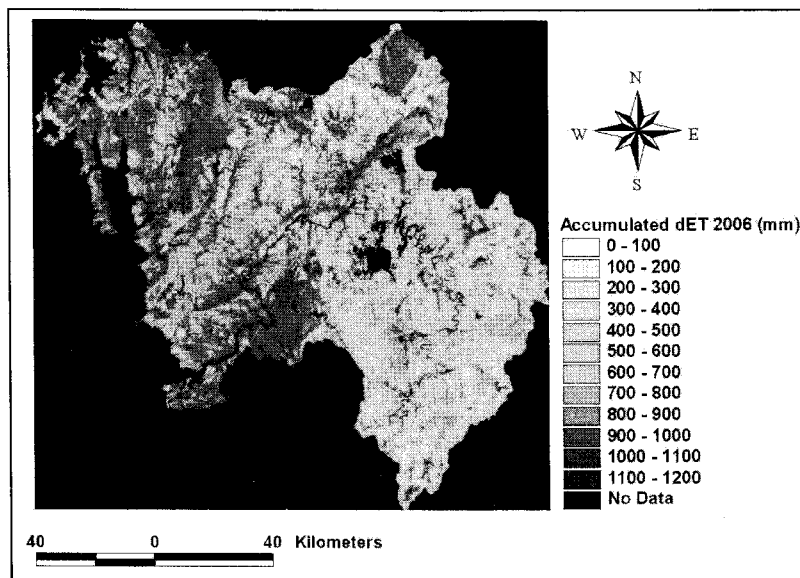 N
W E
S
Accumulated dET 2006 (mm)
0 - 100
100 - 200
200 - 300
300 - 400
400 - 500
500 - 600
600 - 700
700 - 800
800 - 900
900 - 1000
1000 - 1100
1100 - 1200
No Data
40 0 40 Kilometers